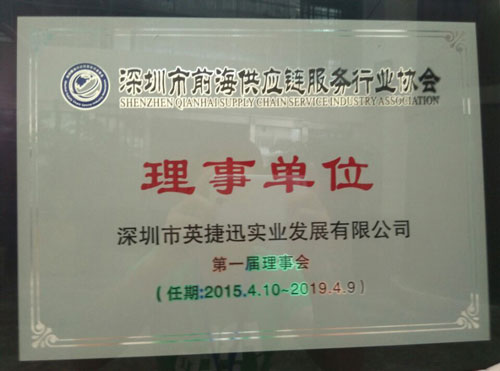 深圳市前海供应链服务行业协会
SHENZHEN QIANHAI SUPPLY CHAIN SERVICE INDUSTRY ASSOCIATION
理事单位
深圳市英捷迅实业发展有限公司
第一届理事会
(任期:2015.4.10~2019.4.9)